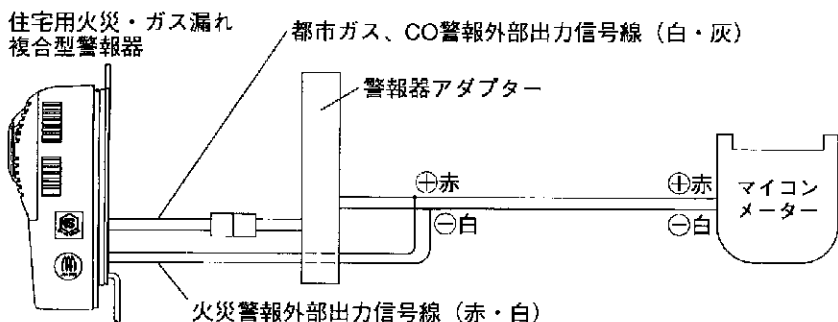 住宅用火災・ガス漏れ
複合型警報器
都市ガス、CO警報外部出力信号線（白・灰）
警報器アダプター
⊕赤
⊖白
⊕赤
⊖白
マイコン
メーター
火災警報外部出力信号線（赤・白）